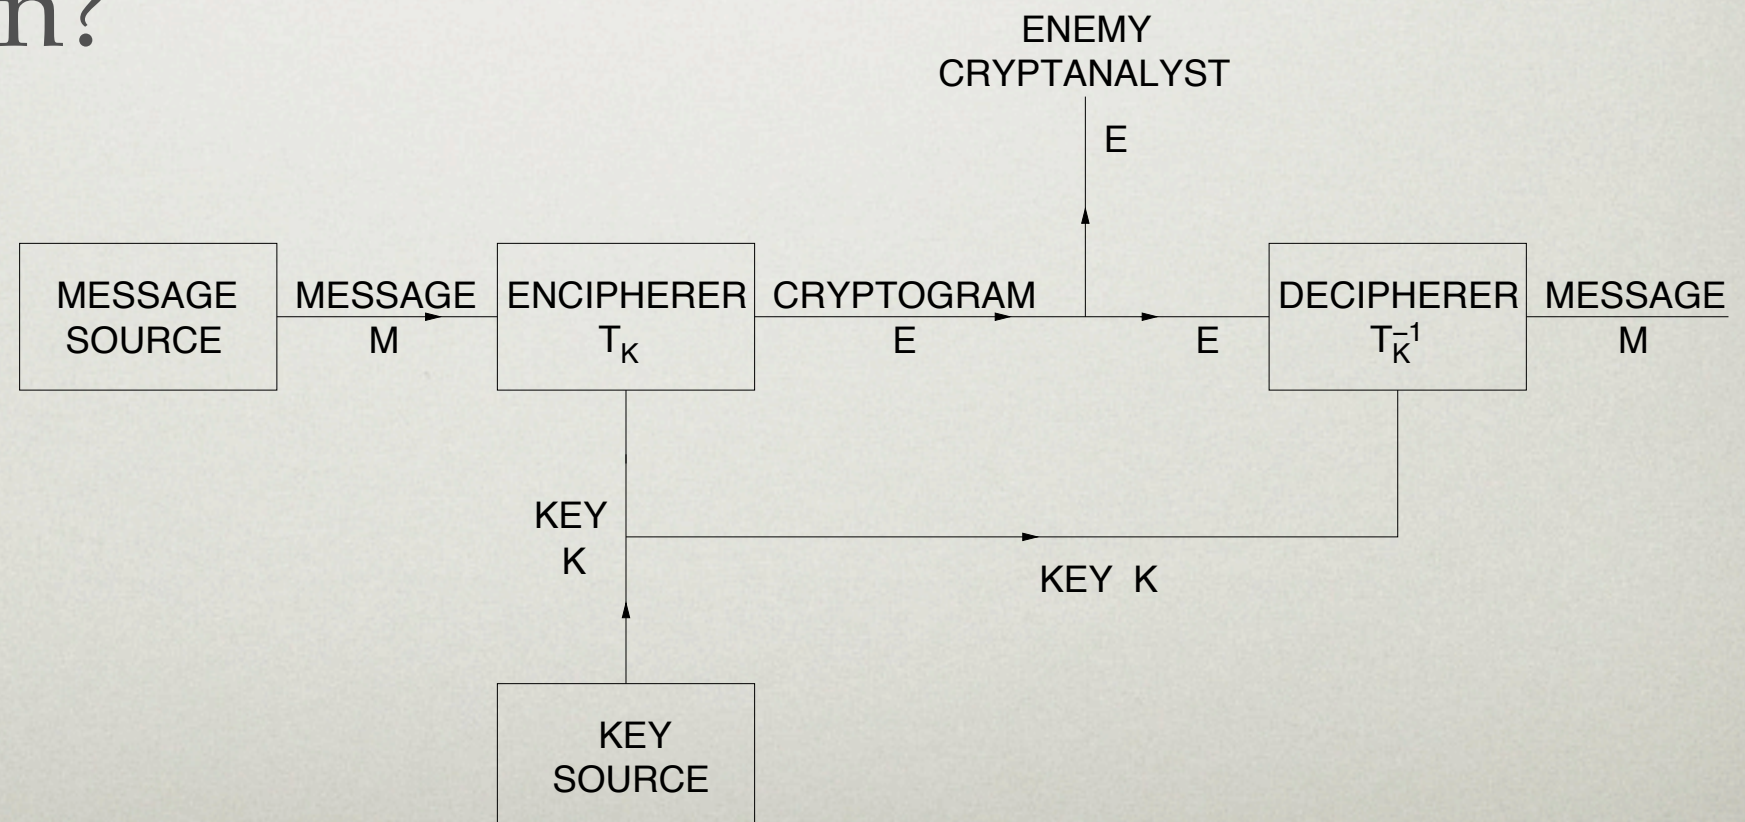 n?
ENEMY
CRYPTANALYST
E
MESSAGE
SOURCE
MESSAGE
M
ENCIPHERER
T_K
CRYPTOGRAM
E
E
DECIPHERER
T_K^–1
MESSAGE
M
KEY
K
KEY K
KEY
SOURCE